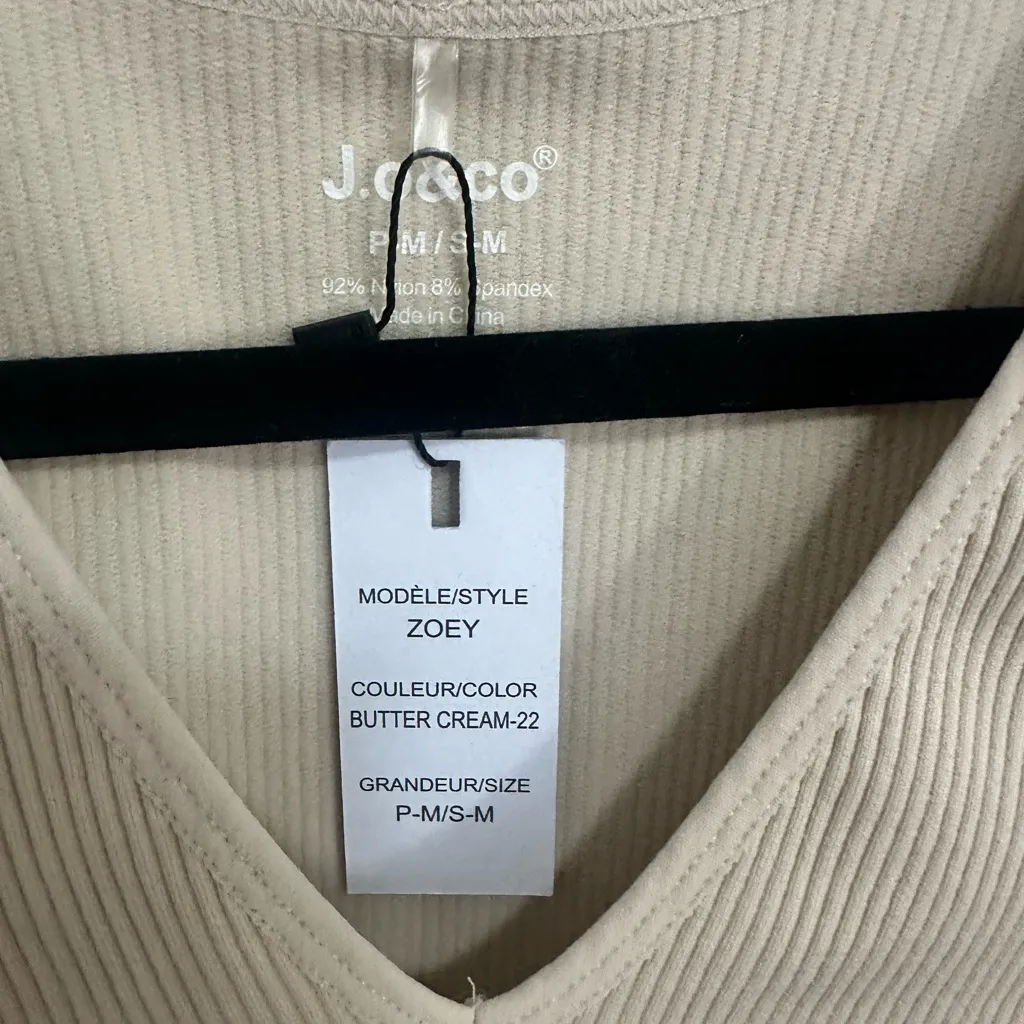 J.o&co®
P-M / S-M
92% Nylon 8% Spandex
Made in China
MODÈLE/STYLE
ZOEY
COULEUR/COLOR
BUTTER CREAM-22
GRANDEUR/SIZE
P-M/S-M